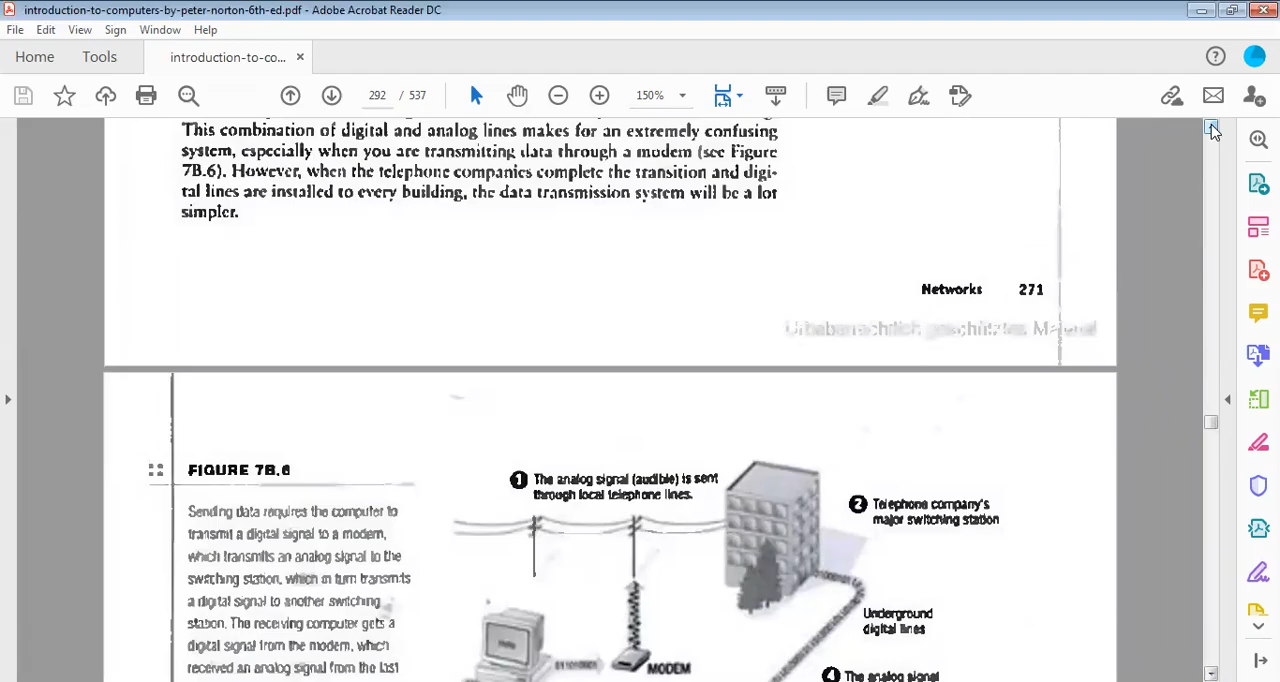 introduction-to-computers-by-peter-norton-6th-ed.pdf - Adobe Acrobat Reader DC
File Edit View Sign Window Help
Home Tools introduction-to-co... ×
292 / 537 150%
This combination of digital and analog lines makes for an extremely confusing
system, especially when you are transmitting data through a modem (see Figure
7B.6). However, when the telephone companies complete the transition and digi-
tal lines are installed to every building, the data transmission system will be a lot
simpler.
Networks 271
Urheberrechtlich geschütztes Material
FIGURE 7B.6
Sending data requires the computer to
transmit a digital signal to a modem,
which transmits an analog signal to the
switching station, which in turn transmits
a digital signal to another switching
station. The receiving computer gets a
digital signal from the modem, which
received an analog signal from the last
1 The analog signal (audible) is sent
through local telephone lines.
2 Telephone company's
major switching station
Underground
digital lines
MODEM
4 The analog signal